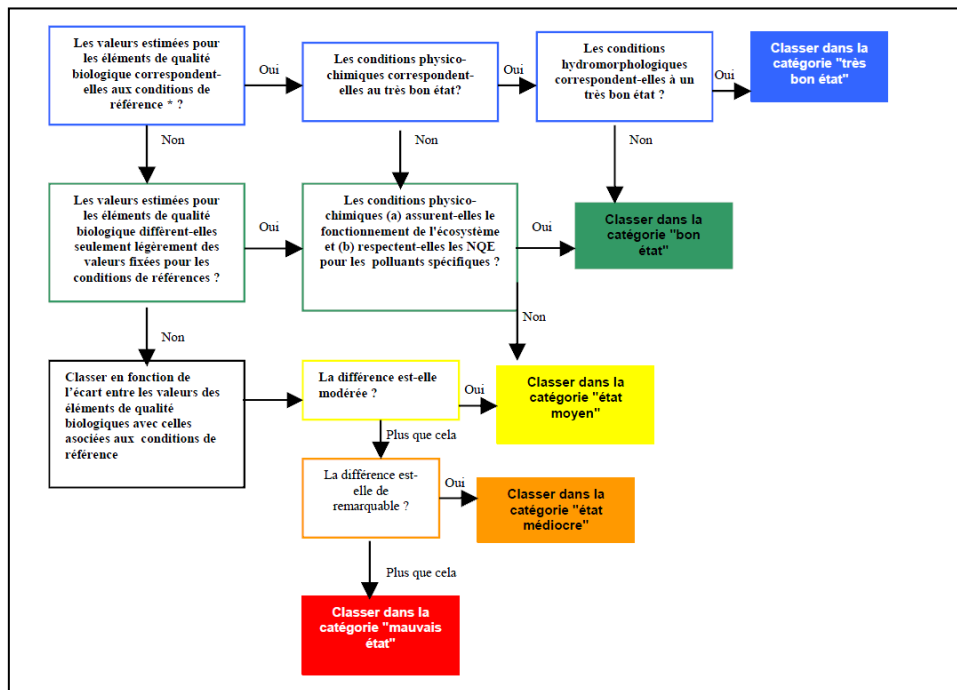 Les valeurs estimées pour
les éléments de qualité
biologique correspondent-
elles aux conditions de
référence * ?
Oui
Les conditions physico-
chimiques correspondent-
elles au très bon état?
Oui
Les conditions
hydromorphologiques
correspondent-elles à un
très bon état ?
Oui
Classer dans la
catégorie "très
bon état"
Non
Non
Non
Les valeurs estimées pour
les éléments de qualité
biologique différent-elles
seulement légèrement des
valeurs fixées pour les
conditions de références ?
Oui
Les conditions physico-
chimiques (a) assurent-elles le
fonctionnement de l'écosystème
et (b) respectent-elles les NQE
pour les polluants spécifiques ?
Oui
Classer dans la
catégorie "bon
état"
Non
Non
Classer en fonction de
l'écart entre les valeurs des
éléments de qualité
biologiques avec celles
asociées aux conditions de
référence
La différence est-elle
modérée ?
Oui
Classer dans la
catégorie "état
moyen"
Plus que cela
La différence est-
elle de
remarquable ?
Oui
Classer dans la
catégorie "état
médiocre"
Plus que cela
Classer dans la
catégorie "mauvais
état"